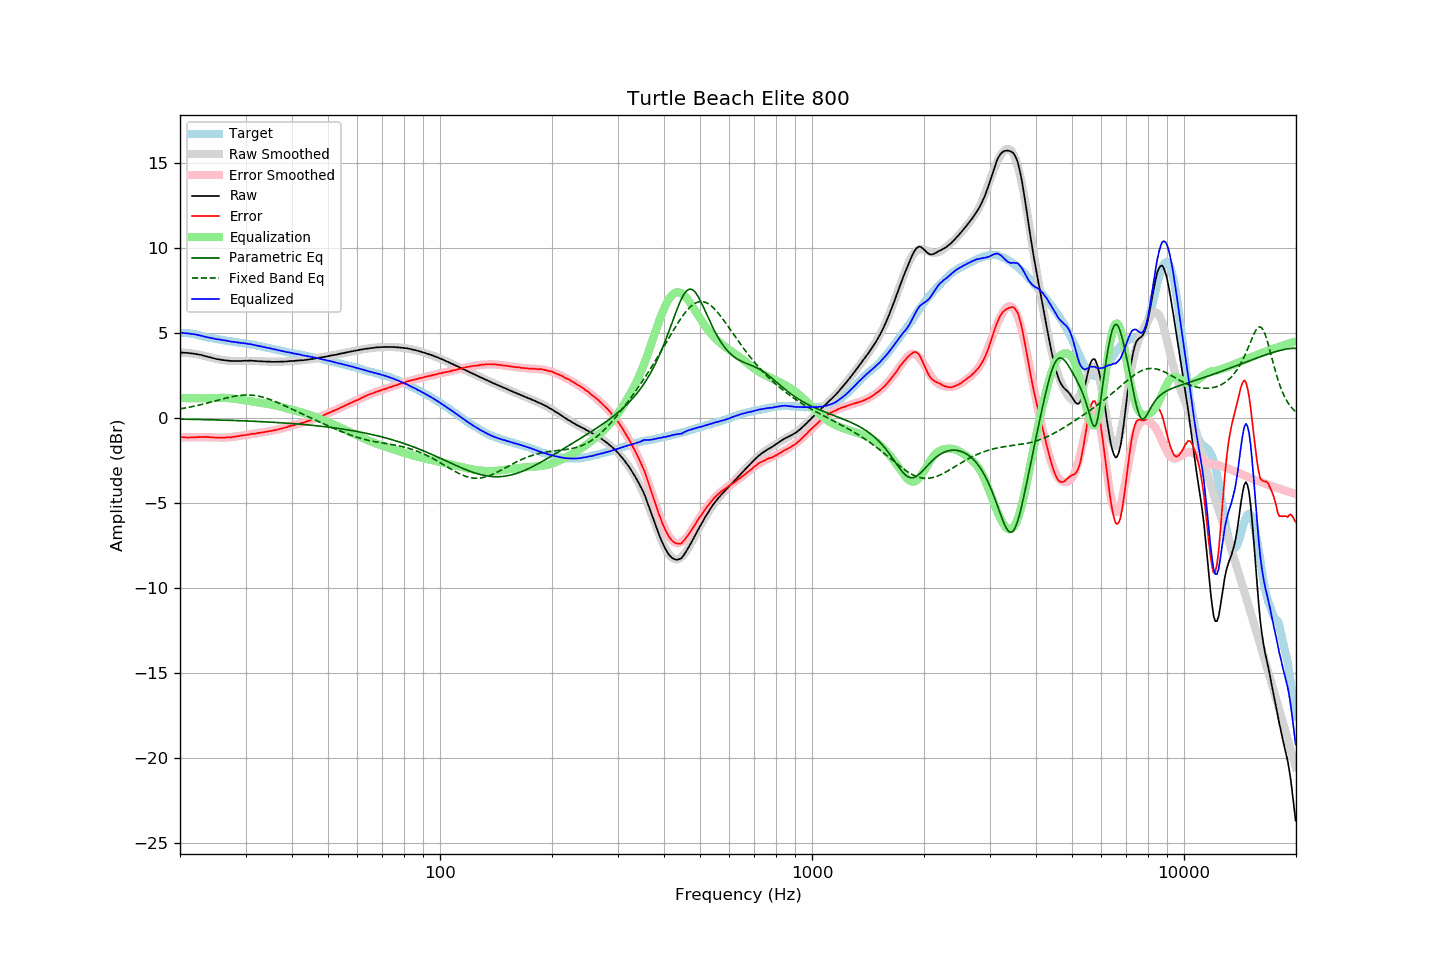 Turtle Beach Elite 800
Target
Raw Smoothed
Error Smoothed
Raw
Error
Equalization
Parametric Eq
Fixed Band Eq
Equalized
15
10
5
0
−5
−10
−15
−20
−25
Amplitude (dBr)
100
1000
10000
Frequency (Hz)